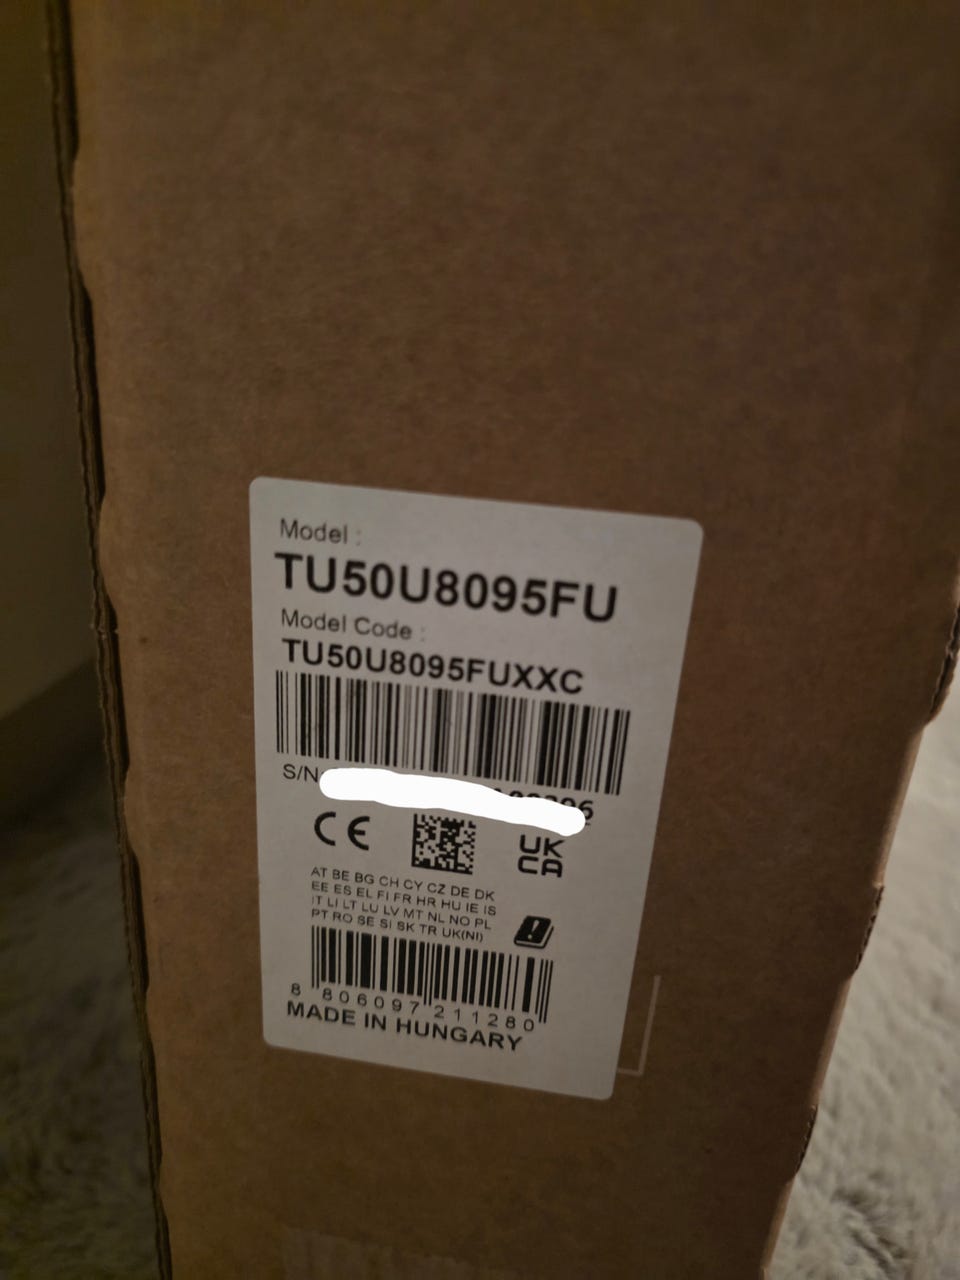 Model :
TU50U8095FU
Model Code :
TU50U8095FUXXC
S/N
CE
UK
CA
AT BE BG CH CY CZ DE DK
EE ES EL FI FR HR HU IE IS
IT LI LT LU LV MT NL NO PL
PT RO SE SI SK TR UK(NI)
8 806097 211280
MADE IN HUNGARY